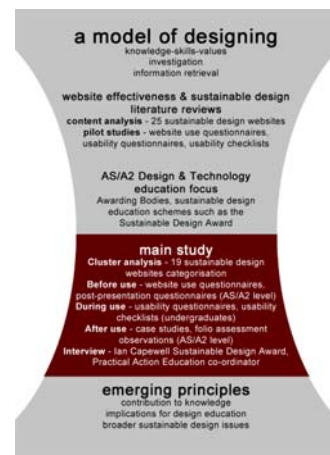 a model of designing
knowledge-skills-values
investigation
information retrieval
website effectiveness & sustainable design
literature reviews
content analysis - 25 sustainable design websites
pilot studies - website use questionnaires,
usability questionnaires, usability checklists
AS/A2 Design & Technology
education focus
Awarding Bodies, sustainable design
education schemes such as the
Sustainable Design Award
main study
Cluster analysis - 19 sustainable design
websites categorisation
Before use - website use questionnaires,
post-presentation questionnaires (AS/A2 level)
During use - usability questionnaires, usability
checklists (undergraduates)
After use - case studies, folio assessment
observations (AS/A2 level)
Interview - Ian Capewell Sustainable Design Award,
Practical Action Education co-ordinator
emerging principles
contribution to knowledge
implications for design education
broader sustainable design issues